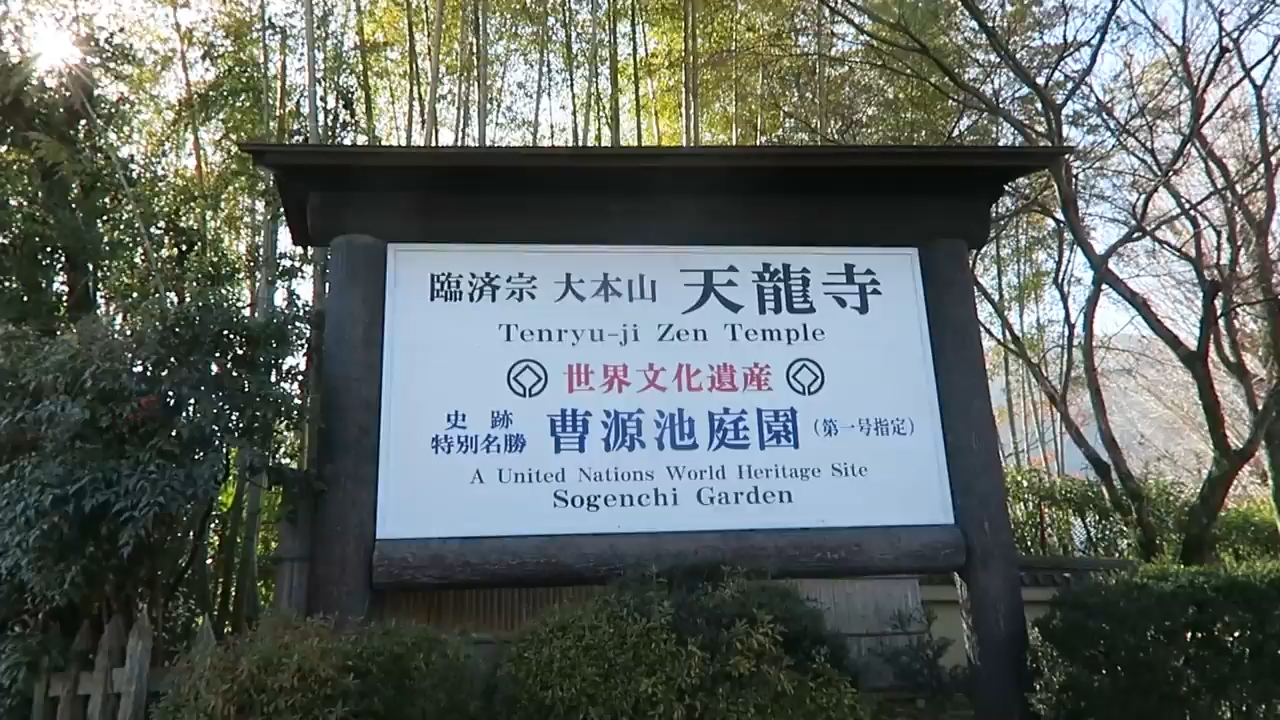 臨済宗 大本山 天龍寺
Tenryu-ji Zen Temple
世界文化遺産
史跡
特別名勝 曹源池庭園 (第一号指定)
A United Nations World Heritage Site
Sogenchi Garden